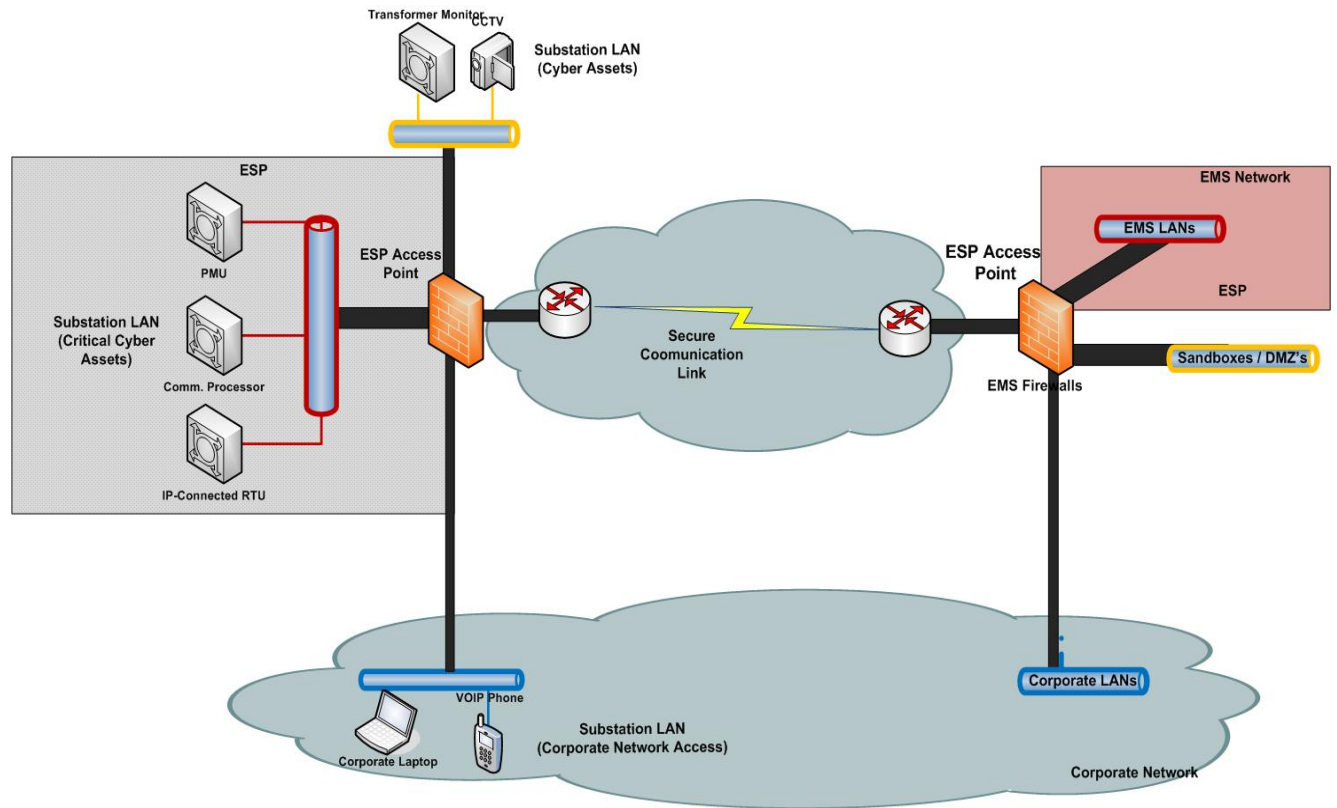 Transformer Monitor
CCTV
Substation LAN
(Cyber Assets)
ESP
PMU
Substation LAN
(Critical Cyber
Assets)
Comm. Processor
IP-Connected RTU
ESP Access
Point
Secure
Coomunication
Link
ESP Access
Point
EMS Network
EMS LANs
ESP
Sandboxes / DMZ's
EMS Firewalls
VOIP Phone
Corporate Laptop
Substation LAN
(Corporate Network Access)
Corporate LANs
Corporate Network